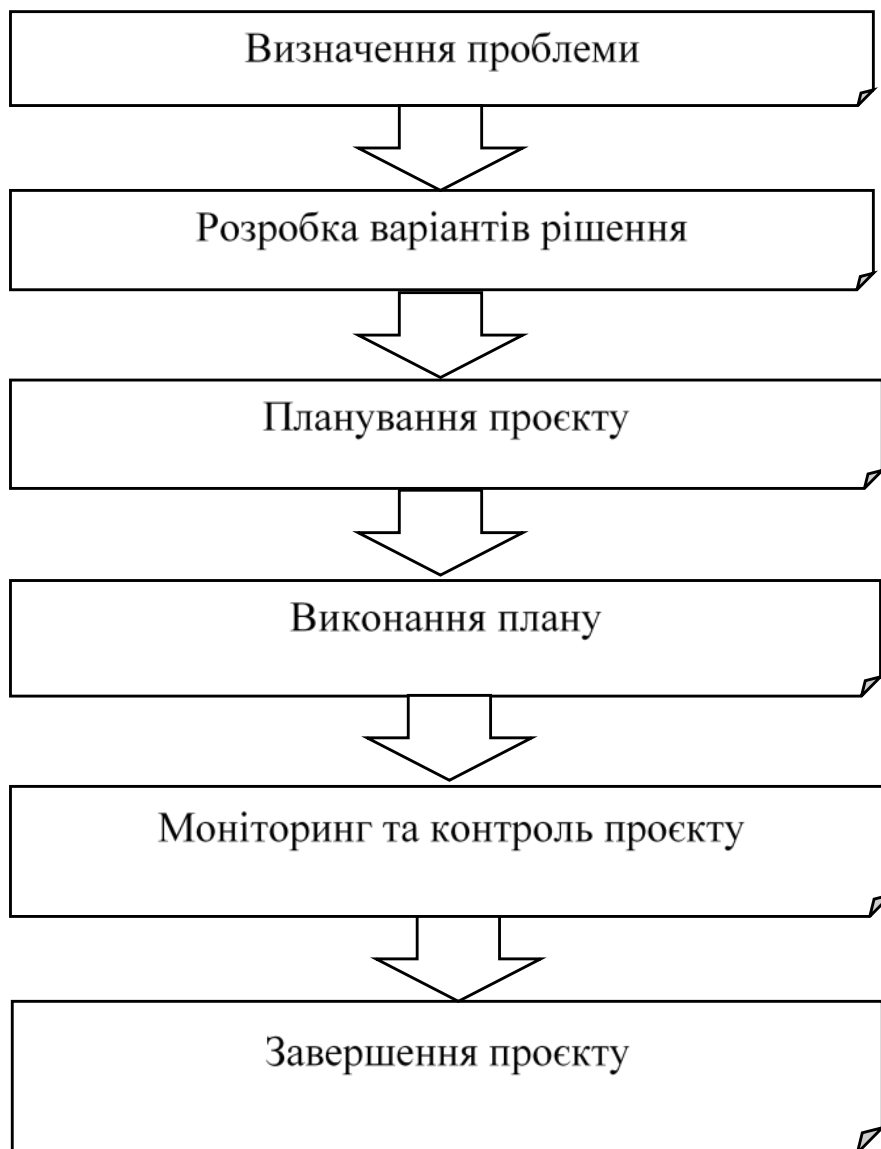 Визначення проблеми
Розробка варіантів рішення
Планування проєкту
Виконання плану
Моніторинг та контроль проєкту
Завершення проєкту